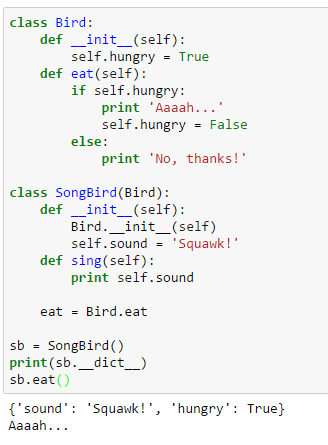 class Bird:
    def __init__(self):
        self.hungry = True
    def eat(self):
        if self.hungry:
            print 'Aaaah...'
            self.hungry = False
        else:
            print 'No, thanks!'

class SongBird(Bird):
    def __init__(self):
        Bird.__init__(self)
        self.sound = 'Squawk!'
    def sing(self):
        print self.sound

    eat = Bird.eat

sb = SongBird()
print(sb.__dict__)
sb.eat()
{'sound': 'Squawk!', 'hungry': True}
Aaaah...